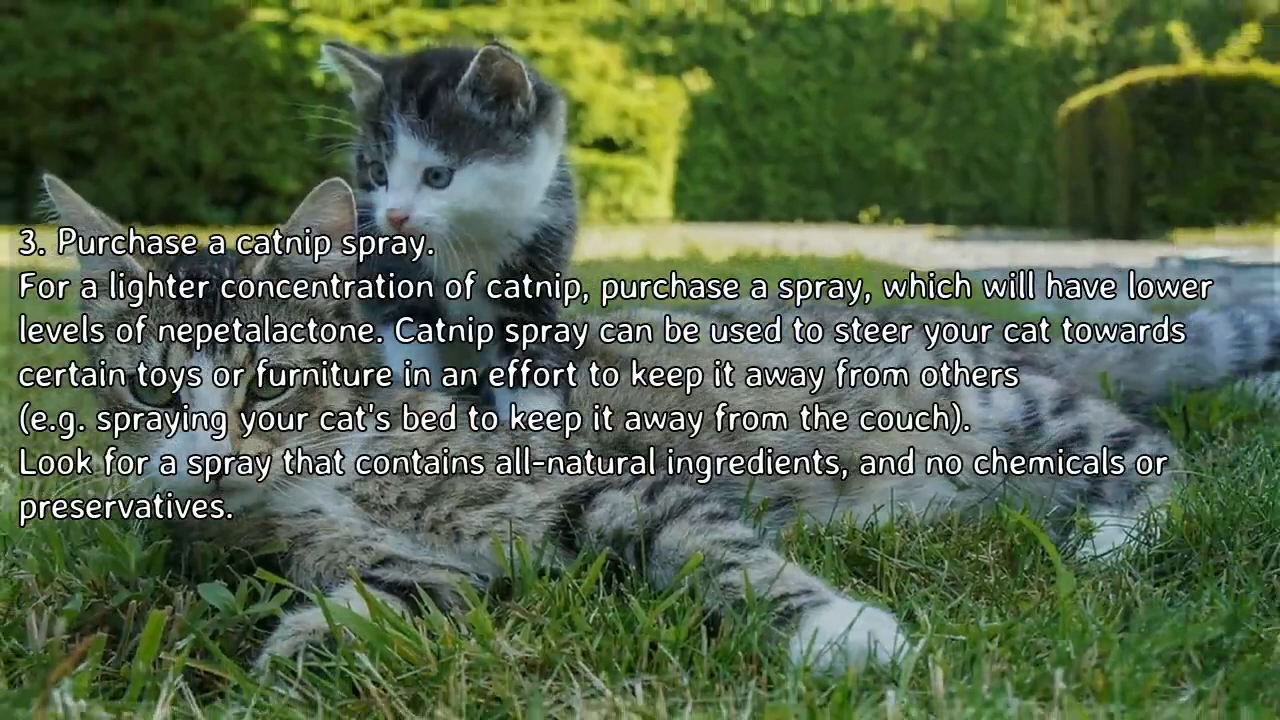 3. Purchase a catnip spray.
For a lighter concentration of catnip, purchase a spray, which will have lower
levels of nepetalactone. Catnip spray can be used to steer your cat towards
certain toys or furniture in an effort to keep it away from others
(e.g. spraying your cat's bed to keep it away from the couch).
Look for a spray that contains all-natural ingredients, and no chemicals or
preservatives.